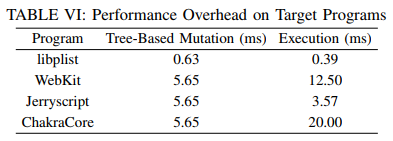 TABLE VI: Performance Overhead on Target Programs
Program Tree-Based Mutation (ms) Execution (ms)
libplist 0.63 0.39
WebKit 5.65 12.50
Jerryscript 5.65 3.57
ChakraCore 5.65 20.00